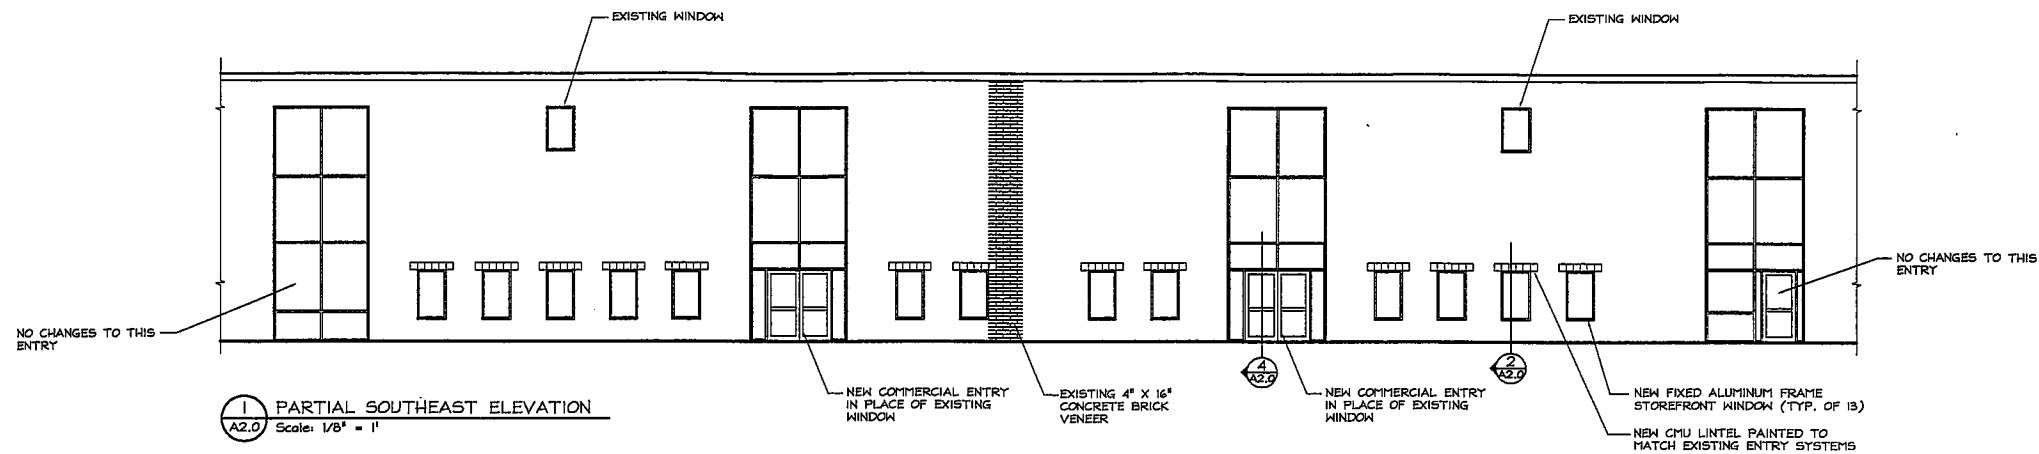 EXISTING WINDOW
EXISTING WINDOW
NO CHANGES TO THIS
ENTRY
NO CHANGES TO THIS
ENTRY
4
A2.0
2
A2.0
NEW COMMERCIAL ENTRY
IN PLACE OF EXISTING
WINDOW
EXISTING 4" X 16"
CONCRETE BRICK
VENEER
NEW COMMERCIAL ENTRY
IN PLACE OF EXISTING
WINDOW
NEW FIXED ALUMINUM FRAME
STOREFRONT WINDOW (TYP. OF 13)
NEW CMU LINTEL PAINTED TO
MATCH EXISTING ENTRY SYSTEMS
1
A2.0
PARTIAL SOUTHEAST ELEVATION
Scale: 1/8" = 1'